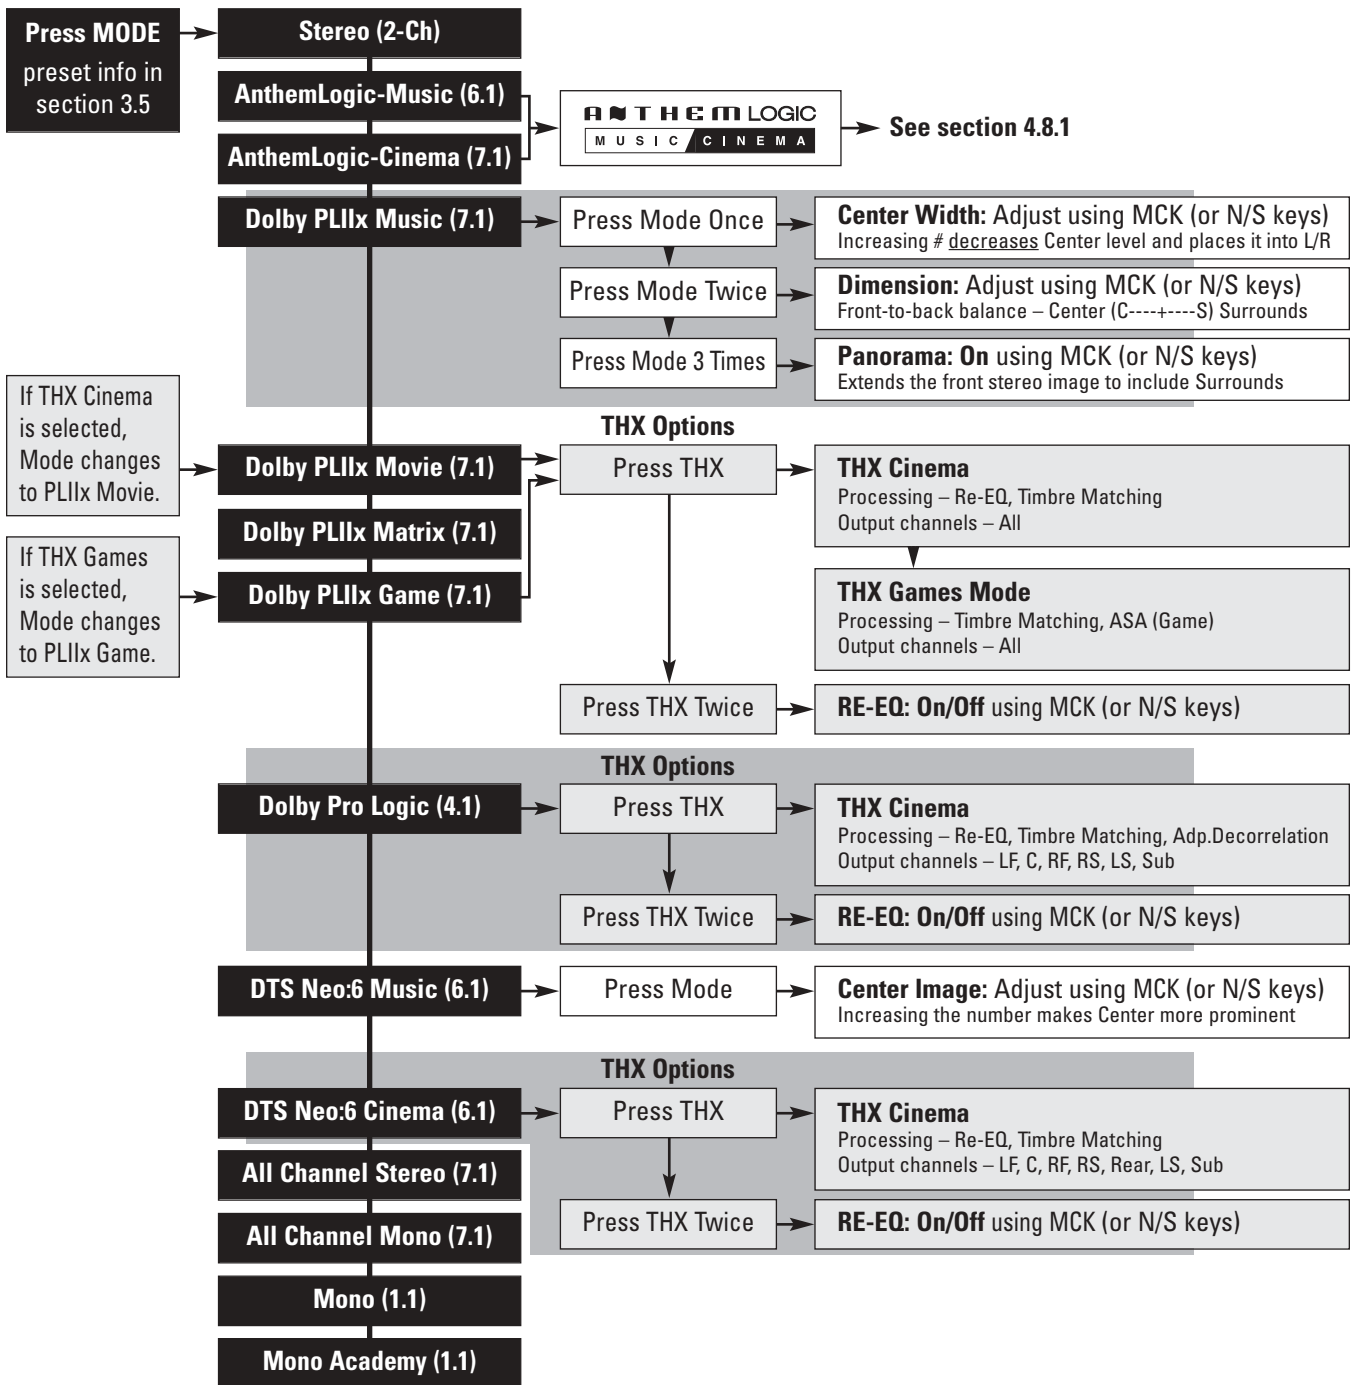 Press MODE
preset info in
section 3.5
Stereo (2-Ch)
AnthemLogic-Music (6.1)
AnthemLogic-Cinema (7.1)
ANTHEM LOGIC
MUSIC/CINEMA
See section 4.8.1
Dolby PLIIx Music (7.1)
Press Mode Once
Center Width: Adjust using MCK (or N/S keys)
Increasing # decreases Center level and places it into L/R
Press Mode Twice
Dimension: Adjust using MCK (or N/S keys)
Front-to-back balance – Center (C----+----S) Surrounds
Press Mode 3 Times
Panorama: On using MCK (or N/S keys)
Extends the front stereo image to include Surrounds
If THX Cinema
is selected,
Mode changes
to PLIIx Movie.
THX Options
Dolby PLIIx Movie (7.1)
Press THX
THX Cinema
Processing – Re-EQ, Timbre Matching
Output channels – All
Dolby PLIIx Matrix (7.1)
If THX Games
is selected,
Mode changes
to PLIIx Game.
Dolby PLIIx Game (7.1)
THX Games Mode
Processing – Timbre Matching, ASA (Game)
Output channels – All
Press THX Twice
RE-EQ: On/Off using MCK (or N/S keys)
THX Options
Dolby Pro Logic (4.1)
Press THX
THX Cinema
Processing – Re-EQ, Timbre Matching, Adp.Decorrelation
Output channels – LF, C, RF, RS, LS, Sub
Press THX Twice
RE-EQ: On/Off using MCK (or N/S keys)
DTS Neo:6 Music (6.1)
Press Mode
Center Image: Adjust using MCK (or N/S keys)
Increasing the number makes Center more prominent
THX Options
DTS Neo:6 Cinema (6.1)
Press THX
THX Cinema
Processing – Re-EQ, Timbre Matching
Output channels – LF, C, RF, RS, Rear, LS, Sub
All Channel Stereo (7.1)
Press THX Twice
RE-EQ: On/Off using MCK (or N/S keys)
All Channel Mono (7.1)
Mono (1.1)
Mono Academy (1.1)